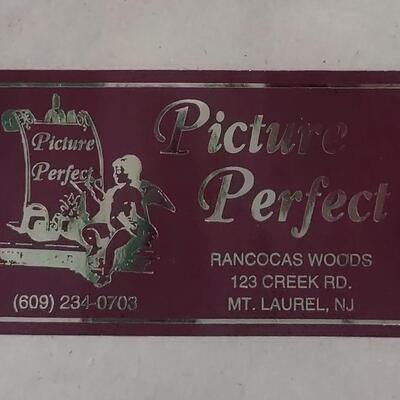 Picture
Perfect
Picture
Perfect
(609) 234-0703
RANCOCAS WOODS
123 CREEK RD.
MT. LAUREL, NJ